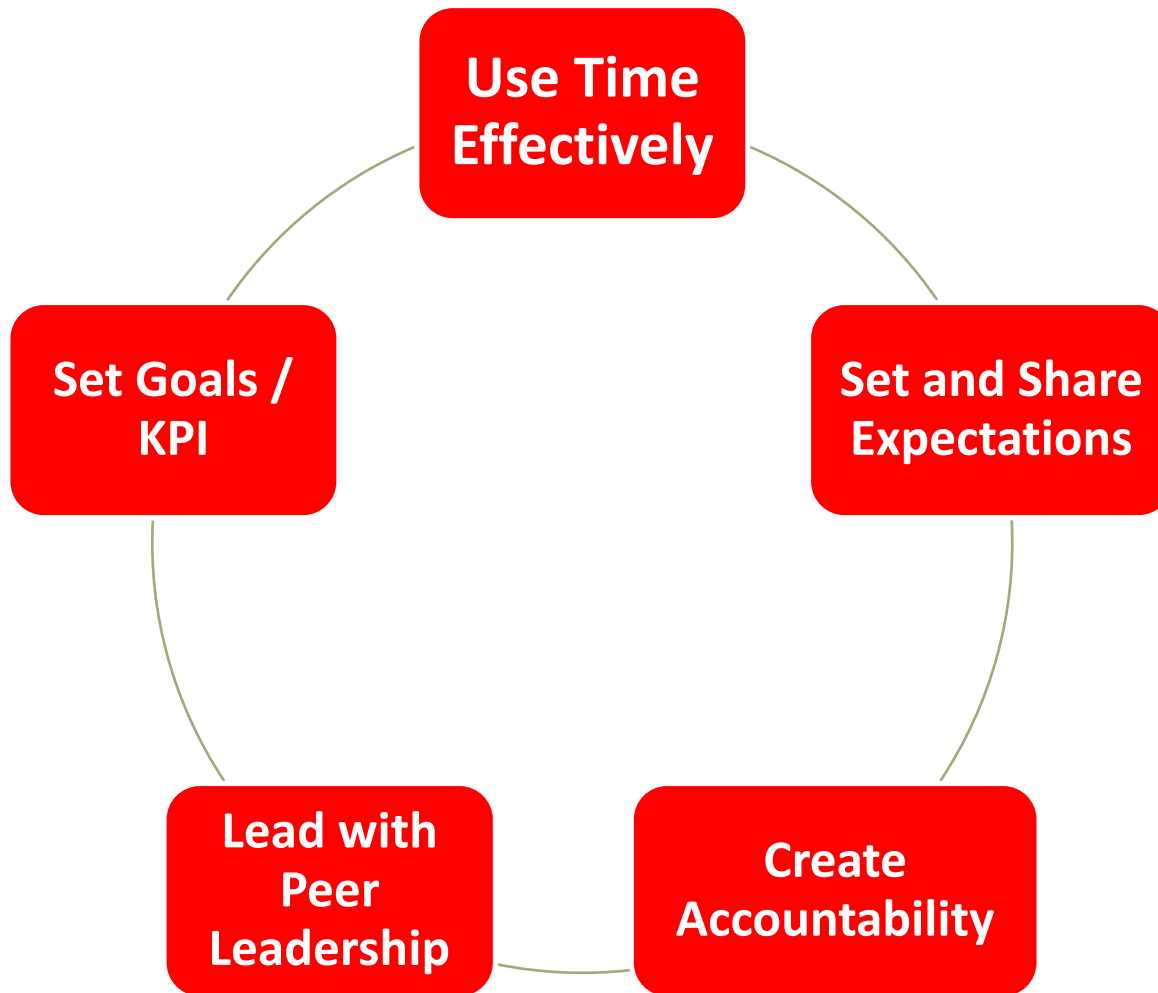 Use Time
Effectively
Set and Share
Expectations
Create
Accountability
Lead with
Peer
Leadership
Set Goals /
KPI